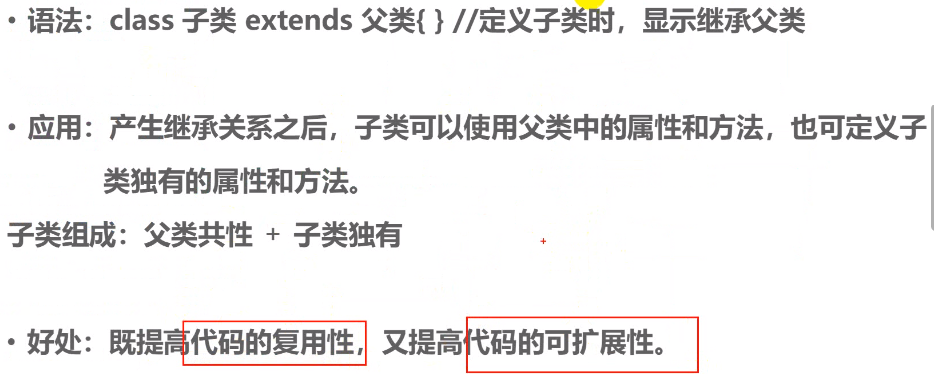 • 语法：class 子类 extends 父类{ } //定义子类时，显示继承父类
• 应用：产生继承关系之后，子类可以使用父类中的属性和方法，也可定义子
类独有的属性和方法。
子类组成：父类共性 + 子类独有
• 好处：既提高代码的复用性，又提高代码的可扩展性。